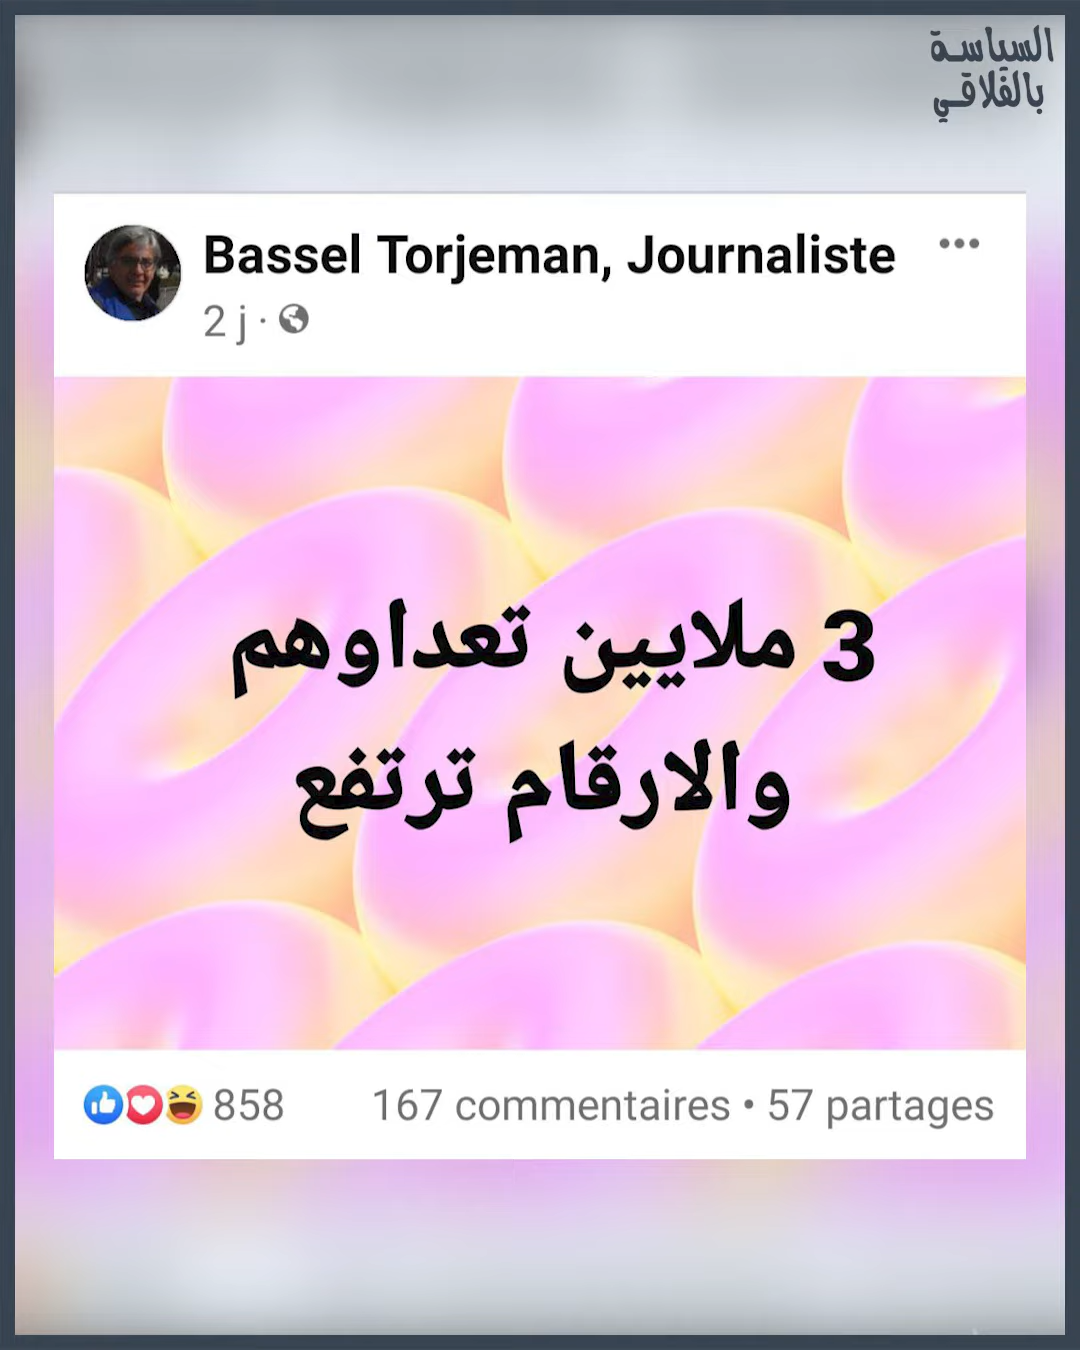 السياسة
بالفلاقي
Bassel Torjeman, Journaliste
2 j ·
3 ملايين تعداوهم
والارقام ترتفع
858
167 commentaires • 57 partages